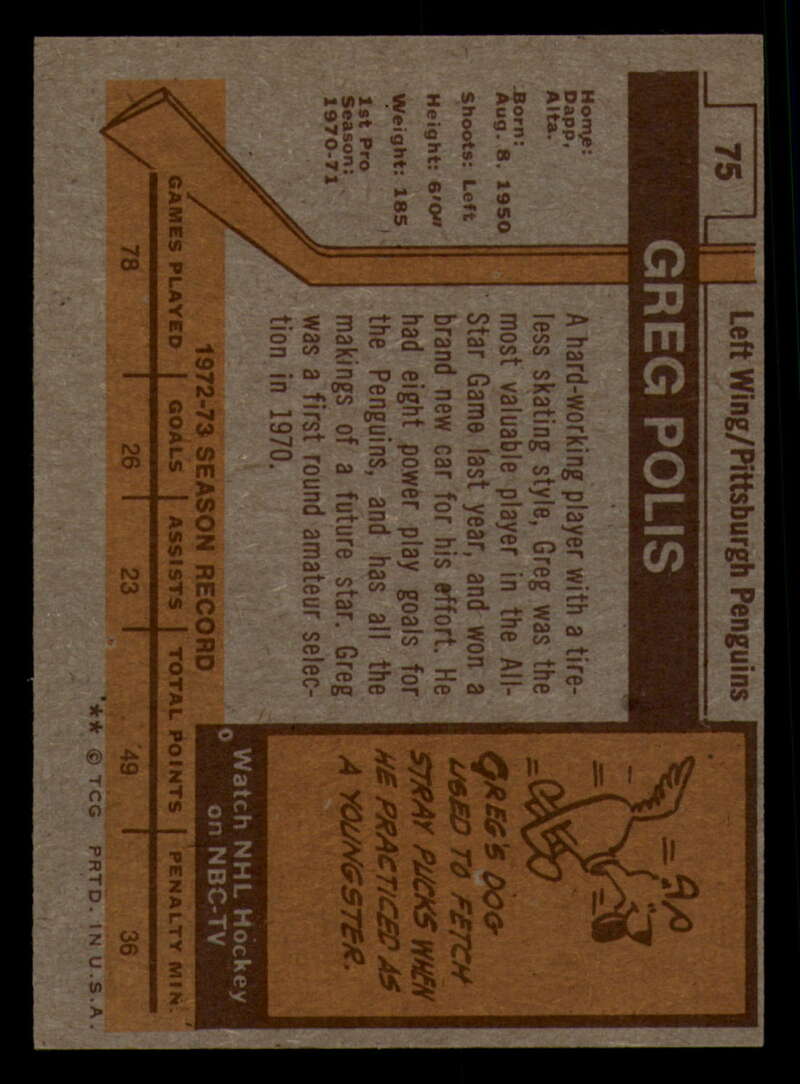 75
Left Wing/Pittsburgh Penguins
GREG POLIS
Home:
Dapp,
Alta.
Born:
Aug. 8, 1950
Shoots: Left
Height: 6'0"
Weight: 185
1st Pro
Season:
1970-71
A hard-working player with a tire-
less skating style, Greg was the
most valuable player in the All-
Star Game last year, and won a
brand new car for his effort. He
had eight power play goals for
the Penguins, and has all the
makings of a future star. Greg
was a first round amateur selec-
tion in 1970.
GREG'S DOG
USED TO FETCH
STRAY PUCKS WHEN
HE PRACTICED AS
A YOUNGSTER.
Watch NHL Hockey
on NBC-TV
1972-73 SEASON RECORD
GAMES PLAYED GOALS ASSISTS TOTAL POINTS PENALTY MIN.
78 26 23 49 36
** © TCG PRTD. IN U.S.A.